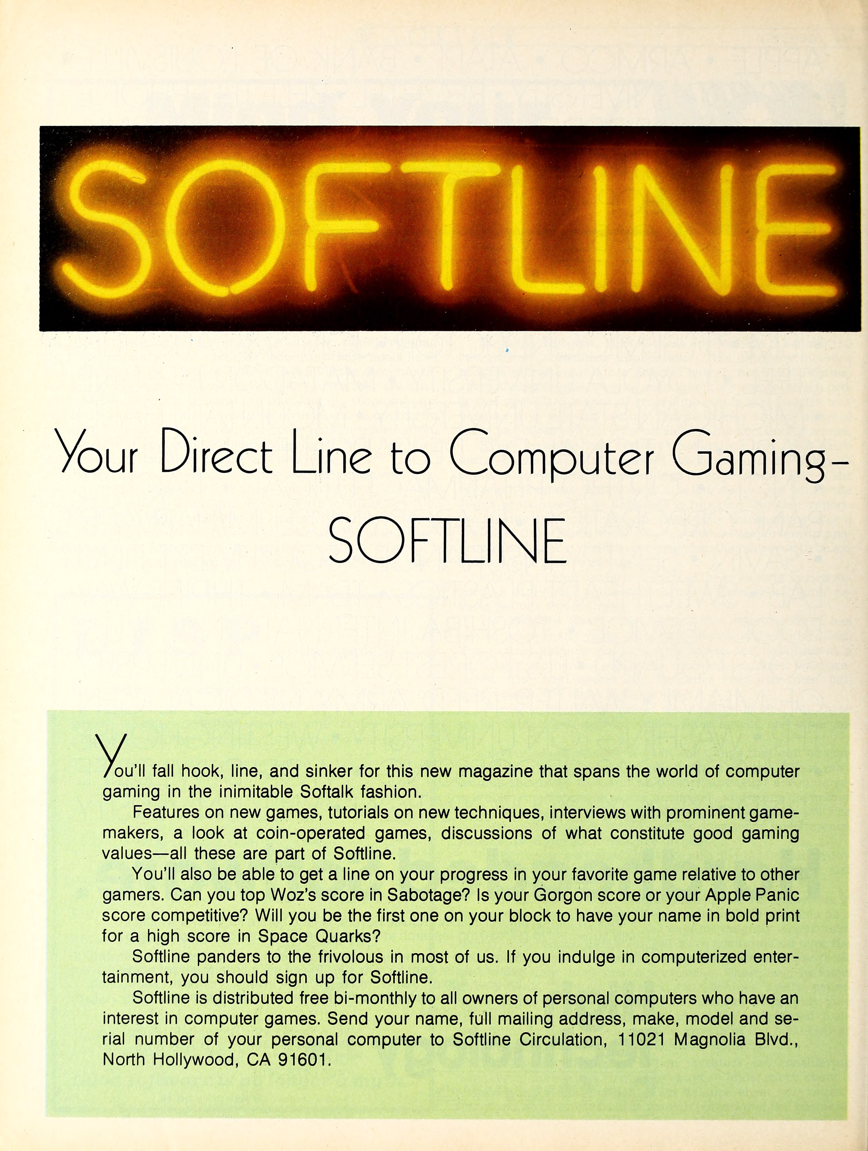 SOFTLINE
Your Direct Line to Computer Gaming–
SOFTLINE
You'll fall hook, line, and sinker for this new magazine that spans the world of computer
gaming in the inimitable Softalk fashion.
Features on new games, tutorials on new techniques, interviews with prominent game-
makers, a look at coin-operated games, discussions of what constitute good gaming
values—all these are part of Softline.
You'll also be able to get a line on your progress in your favorite game relative to other
gamers. Can you top Woz's score in Sabotage? Is your Gorgon score or your Apple Panic
score competitive? Will you be the first one on your block to have your name in bold print
for a high score in Space Quarks?
Softline panders to the frivolous in most of us. If you indulge in computerized enter-
tainment, you should sign up for Softline.
Softline is distributed free bi-monthly to all owners of personal computers who have an
interest in computer games. Send your name, full mailing address, make, model and se-
rial number of your personal computer to Softline Circulation, 11021 Magnolia Blvd.,
North Hollywood, CA 91601.